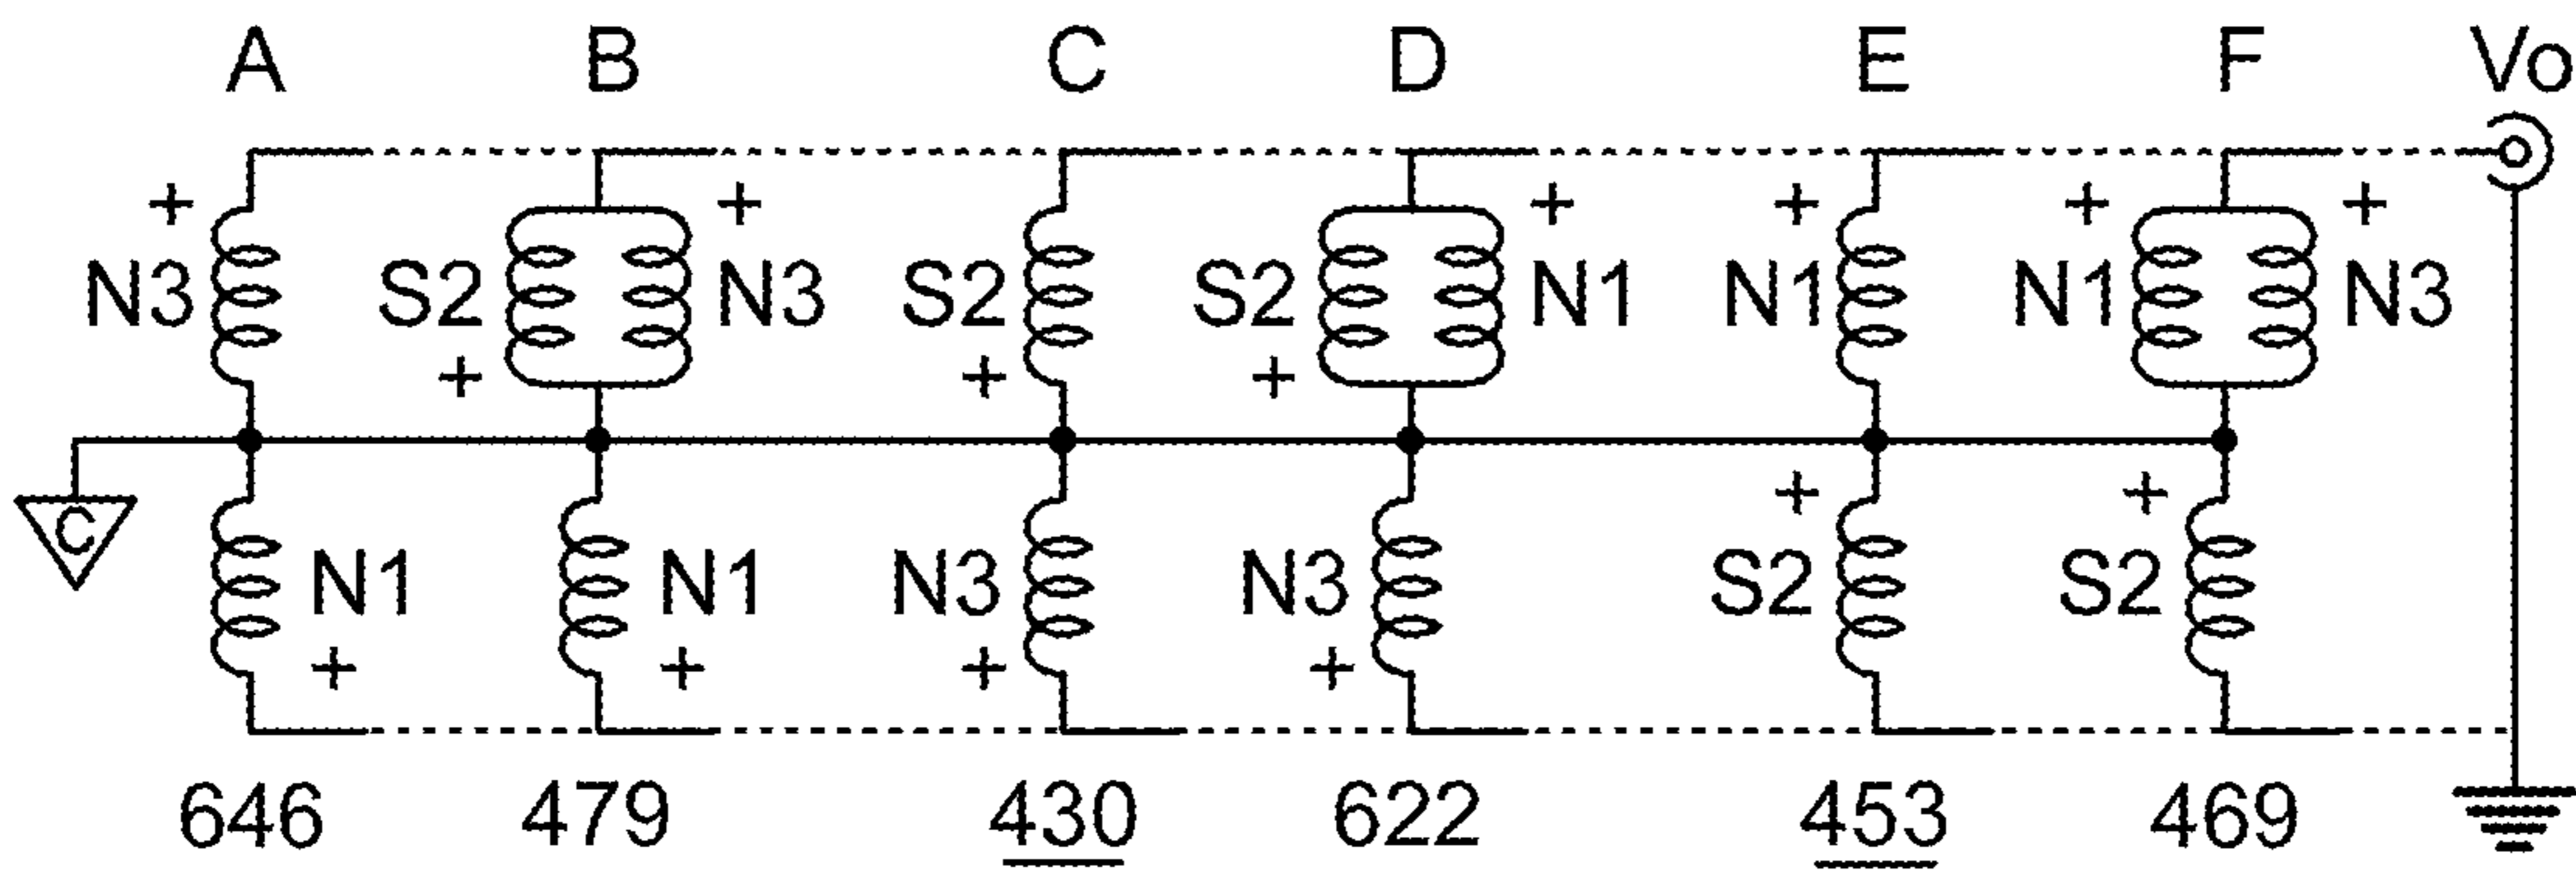 A B C D E F Vo
+ + + + + +
N3 S2 N3 S2 S2 N1 N1 N1 N3
+ + +
C + +
N1 N1 N3 N3 S2 S2
+ + + +
646 479 430 622 453 469